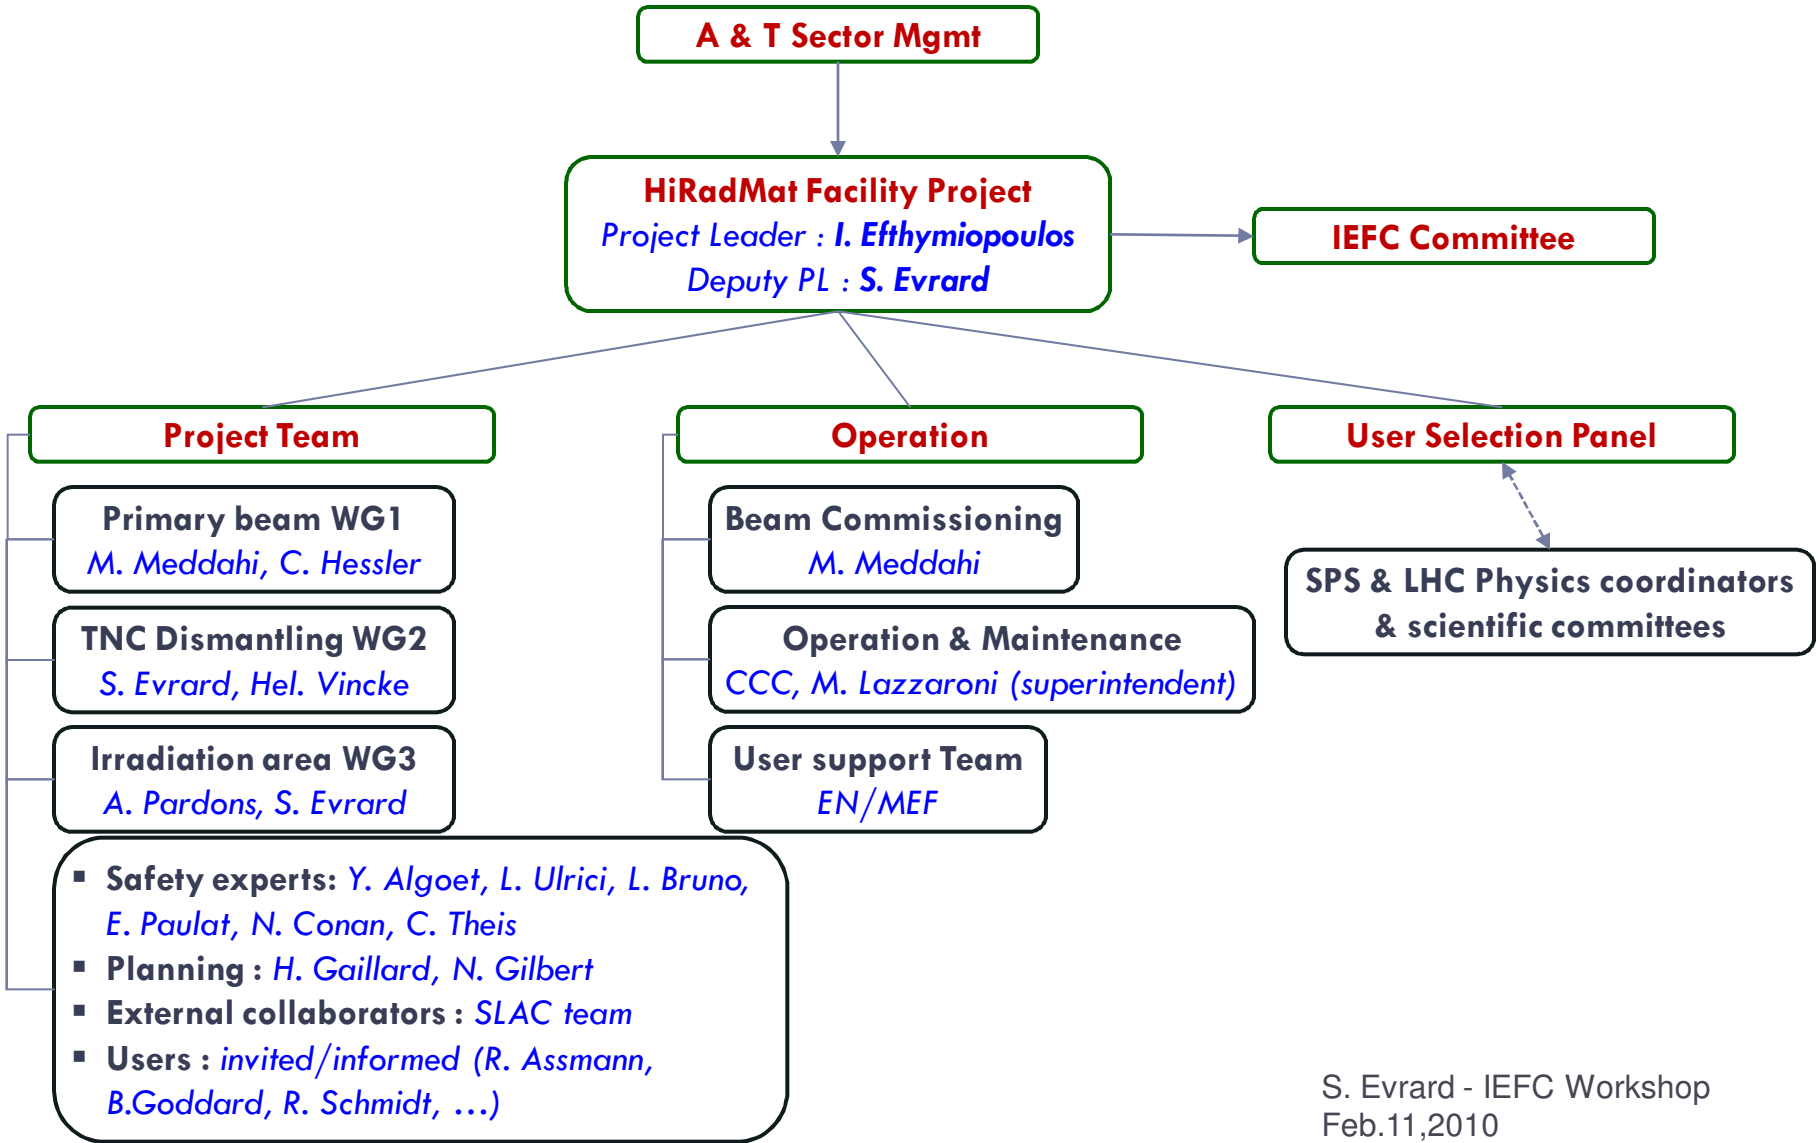 A & T Sector Mgmt
HiRadMat Facility Project
Project Leader : I. Efthymiopoulos
Deputy PL : S. Evrard
IEFC Committee
Project Team
Primary beam WG1
M. Meddahi, C. Hessler
TNC Dismantling WG2
S. Evrard, Hel. Vincke
Irradiation area WG3
A. Pardons, S. Evrard
▪ Safety experts: Y. Algoet, L. Ulrici, L. Bruno,
E. Paulat, N. Conan, C. Theis
▪ Planning : H. Gaillard, N. Gilbert
▪ External collaborators : SLAC team
▪ Users : invited/informed (R. Assmann,
B.Goddard, R. Schmidt, ...)
Operation
Beam Commissioning
M. Meddahi
Operation & Maintenance
CCC, M. Lazzaroni (superintendent)
User support Team
EN/MEF
User Selection Panel
SPS & LHC Physics coordinators
& scientific committees
S. Evrard - IEFC Workshop
Feb.11,2010